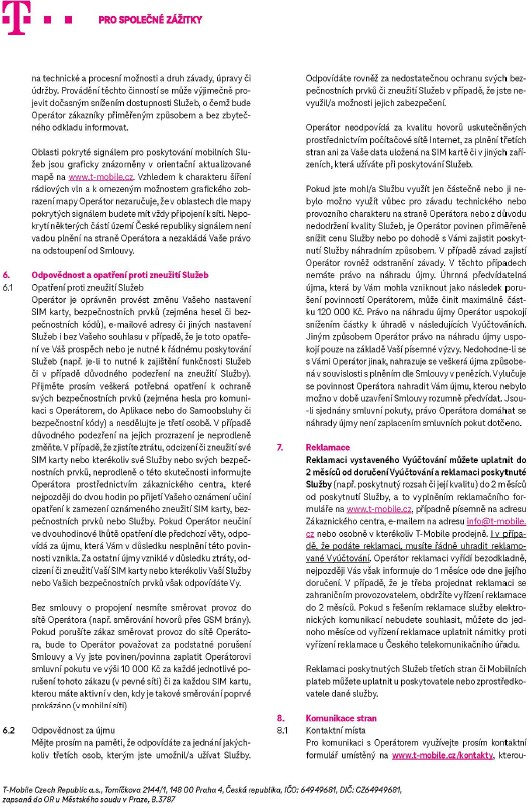 T
PRO SPOLEČNÉ ZÁŽITKY
na technické a procesní možnosti a druh závady, úpravy či
údržby. Provádění těchto činností se může výjimečně pro-
jevit dočasným snížením dostupnosti Služeb, o čemž bude
Operátor zákazníky přiměřeným způsobem a bez zbyteč-
ného odkladu informovat.
Oblasti pokryté signálem pro poskytování mobilních Slu-
žeb jsou graficky znázorněny v orientační aktualizované
mapě na www.t-mobile.cz. Vzhledem k charakteru šíření
rádiových vln a k omezeným možnostem grafického zob-
razení mapy Operátor nezaručuje, že v oblastech dle mapy
pokrytých signálem budete mít vždy připojení k síti. Nepo-
krytí některých částí území České republiky signálem není
vadou plnění na straně Operátora a nezakládá Vaše právo
na odstoupení od Smlouvy.
6. Odpovědnost a opatření proti zneužití Služeb
6.1 Opatření proti zneužití Služeb
Operátor je oprávněn provést změnu Vašeho nastavení
SIM karty, bezpečnostních prvků (zejména hesel či bez-
pečnostních kódů), e-mailové adresy či jiných nastavení
Služeb i bez Vašeho souhlasu v případě, že je toto opatře-
ní ve Váš prospěch nebo je nutné k řádnému poskytování
Služeb (např. je-li to nutné k zajištění funkčnosti Služeb
či v případě důvodného podezření na zneužití Služby).
Přijměte prosím veškerá potřebná opatření k ochraně
svých bezpečnostních prvků (zejména hesla pro komuni-
kaci s Operátorem, do Aplikace nebo do Samoobsluhy či
bezpečnostní kódy) a nesdělujte je třetí osobě. V případě
důvodného podezření na jejich prozrazení je neprodleně
změňte. V případě, že zjistíte ztrátu, odcizení či zneužití své
SIM karty nebo kterékoliv své Služby nebo svých bezpeč-
nostních prvků, neprodleně o této skutečnosti informujte
Operátora prostřednictvím zákaznického centra, které
nejpozději do dvou hodin po přijetí Vašeho oznámení učiní
opatření k zamezení oznámeného zneužití SIM karty, bez-
pečnostních prvků nebo Služby. Pokud Operátor neučiní
ve dvouhodinové lhůtě opatření dle předchozí věty, odpo-
vídá za újmu, která Vám v důsledku nesplnění této povin-
nosti vznikla. Za ostatní újmy vzniklé v důsledku ztráty, od-
cizení či zneužití Vaší SIM karty nebo kterékoliv Vaší Služby
nebo Vašich bezpečnostních prvků však odpovídáte Vy.
Bez smlouvy o propojení nesmíte směrovat provoz do
sítě Operátora (např. směrování hovorů přes GSM brány).
Pokud porušíte zákaz směrovat provoz do sítě Operáto-
ra, bude to Operátor považovat za podstatné porušení
Smlouvy a Vy jste povinen/povinna zaplatit Operátorovi
smluvní pokutu ve výši 10 000 Kč za každé jednotlivé po-
rušení tohoto zákazu (v pevné síti) či za každou SIM kartu,
kterou máte aktivní v den, kdy je takové směrování poprvé
prokázáno (v mobilní síti)
6.2 Odpovědnost za újmu
Mějte prosím na paměti, že odpovídáte za jednání jakých-
koliv třetích osob, kterým jste umožnil/a užívat Služby.
Odpovídáte rovněž za nedostatečnou ochranu svých bez-
pečnostních prvků či zneužití Služeb v případě, že jste ne-
využil/a možnosti jejich zabezpečení.
Operátor neodpovídá za kvalitu hovorů uskutečněných
prostřednictvím počítačové sítě Internet, za plnění třetích
stran ani za Vaše data uložená na SIM kartě či v jiných zaří-
zeních, která užíváte při poskytování Služeb.
Pokud jste mohl/a Službu využít jen částečně nebo ji ne-
bylo možno využít vůbec pro závadu technického nebo
provozního charakteru na straně Operátora nebo z důvodu
nedodržení kvality Služeb, je Operátor povinen přiměřeně
snížit cenu Služby nebo po dohodě s Vámi zajistit poskyt-
nutí Služby náhradním způsobem. V případě závad zajistí
Operátor rovněž odstranění závady. V těchto případech
nemáte právo na náhradu újmy. Úhrnná předvídatelná
újma, která by Vám mohla vzniknout jako následek poru-
šení povinností Operátorem, může činit maximálně část-
ku 120 000 Kč. Právo na náhradu újmy Operátor uspokojí
snížením částky k úhradě v následujících Vyúčtováních.
Jiným způsobem Operátor právo na náhradu újmy uspo-
kojí pouze na základě Vaší písemné výzvy. Nedohodne-li se
s Vámi Operátor jinak, nahrazuje se veškerá újma způsobe-
ná v souvislosti s plněním dle Smlouvy v penězích. Vylučuje
se povinnost Operátora nahradit Vám újmu, kterou nebylo
možno v době uzavření Smlouvy rozumně předvídat. Jsou-
-li sjednány smluvní pokuty, právo Operátora domáhat se
náhrady újmy není zaplacením smluvních pokut dotčeno.
7. Reklamace
Reklamaci vystaveného Vyúčtování můžete uplatnit do
2 měsíců od doručení Vyúčtování a reklamaci poskytnuté
Služby (např. poskytnutý rozsah či její kvalitu) do 2 měsíců
od poskytnutí Služby, a to vyplněním reklamačního for-
muláře na www.t-mobile.cz, případně písemně na adresu
Zákaznického centra, e-mailem na adresu info@t-mobile.
cz nebo osobně v kterékoliv T-Mobile prodejně. I v přípa-
dě, že podáte reklamaci, musíte řádně uhradit reklamo-
vané Vyúčtování. Operátor reklamaci vyřídí bezodkladně,
nejpozději Vás však informuje do 1 měsíce ode dne jejího
doručení. V případě, že je třeba projednat reklamaci se
zahraničním provozovatelem, obdržíte vyřízení reklamace
do 2 měsíců. Pokud s řešením reklamace služby elektro-
nických komunikací nebudete souhlasit, můžete do jed-
noho měsíce od vyřízení reklamace uplatnit námitky proti
vyřízení reklamace u Českého telekomunikačního úřadu.
Reklamaci poskytnutých Služeb třetích stran či Mobilních
plateb můžete uplatnit u poskytovatele nebo zprostředko-
vatele dané služby.
8. Komunikace stran
8.1 Kontaktní místa
Pro komunikaci s Operátorem využívejte prosím kontaktní
formulář umístěný na www.t-mobile.cz/kontakty, kterou-
T-Mobile Czech Republic a.s., Tomíčkova 2144/1, 148 00 Praha 4, Česká republika, IČO: 64949681, DIČ: CZ64949681,
zapsaná do OR u Městského soudu v Praze, B.3787